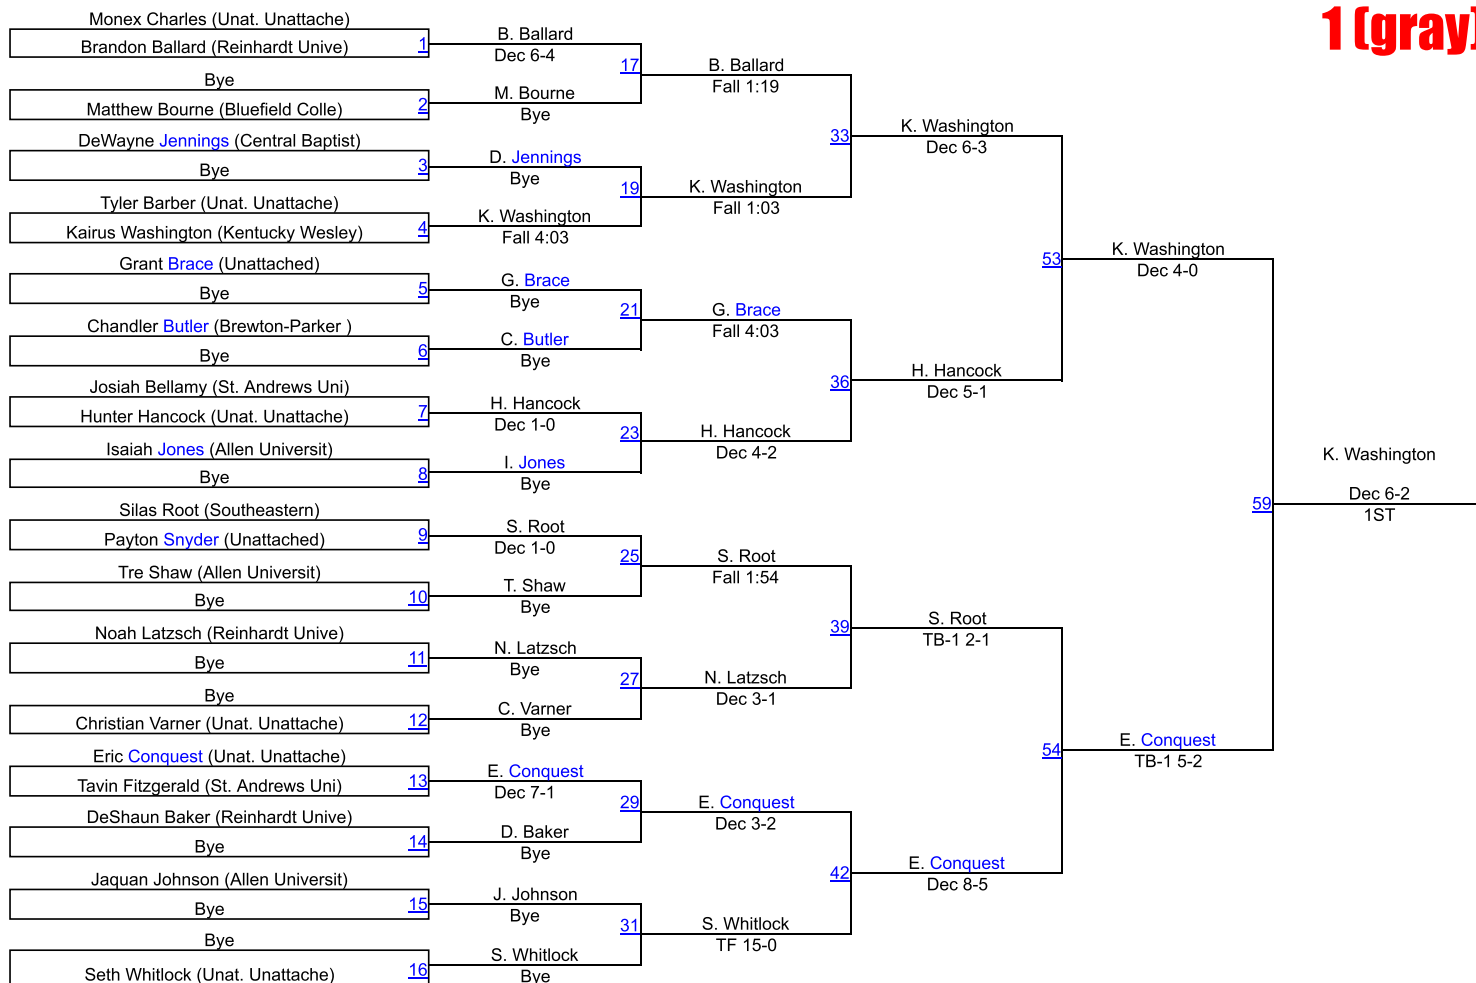 1 (gray)
Monex Charles (Unat. Unattache)
Brandon Ballard (Reinhardt Unive) 1
Bye
Matthew Bourne (Bluefield Colle) 2
DeWayne Jennings (Central Baptist)
Bye 3
Tyler Barber (Unat. Unattache)
Kairus Washington (Kentucky Wesley) 4
Grant Brace (Unattached)
Bye 5
Chandler Butler (Brewton-Parker )
Bye 6
Josiah Bellamy (St. Andrews Uni)
Hunter Hancock (Unat. Unattache) 7
Isaiah Jones (Allen Universit)
Bye 8
Silas Root (Southeastern)
Payton Snyder (Unattached) 9
Tre Shaw (Allen Universit)
Bye 10
Noah Latzsch (Reinhardt Unive)
Bye 11
Bye
Christian Varner (Unat. Unattache) 12
Eric Conquest (Unat. Unattache)
Tavin Fitzgerald (St. Andrews Uni) 13
DeShaun Baker (Reinhardt Unive)
Bye 14
Jaquan Johnson (Allen Universit)
Bye 15
Bye
Seth Whitlock (Unat. Unattache) 16
B. Ballard
Dec 6-4
17
M. Bourne
Bye
D. Jennings
Bye
19
K. Washington
Fall 4:03
G. Brace
Bye
21
C. Butler
Bye
H. Hancock
Dec 1-0
23
I. Jones
Bye
S. Root
Dec 1-0
25
T. Shaw
Bye
N. Latzsch
Bye
27
C. Varner
Bye
E. Conquest
Dec 7-1
29
D. Baker
Bye
J. Johnson
Bye
31
S. Whitlock
Bye
B. Ballard
Fall 1:19
33
K. Washington
Fall 1:03
G. Brace
Fall 4:03
36
H. Hancock
Dec 4-2
S. Root
Fall 1:54
39
N. Latzsch
Dec 3-1
E. Conquest
Dec 3-2
42
S. Whitlock
TF 15-0
K. Washington
Dec 6-3
53
H. Hancock
Dec 5-1
S. Root
TB-1 2-1
54
E. Conquest
Dec 8-5
K. Washington
Dec 4-0
59
E. Conquest
TB-1 5-2
K. Washington
Dec 6-2
1ST